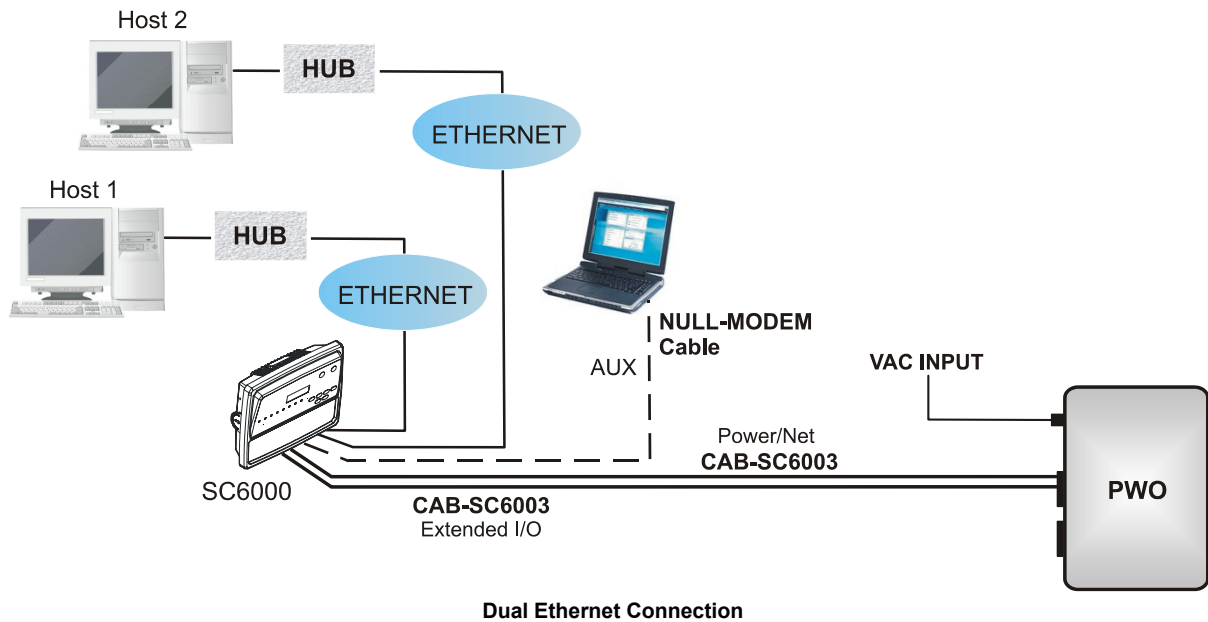 Host 2
HUB
ETHERNET
Host 1
HUB
ETHERNET
NULL-MODEM
Cable
AUX
VAC INPUT
Power/Net
CAB-SC6003
SC6000
CAB-SC6003
Extended I/O
PWO
Dual Ethernet Connection